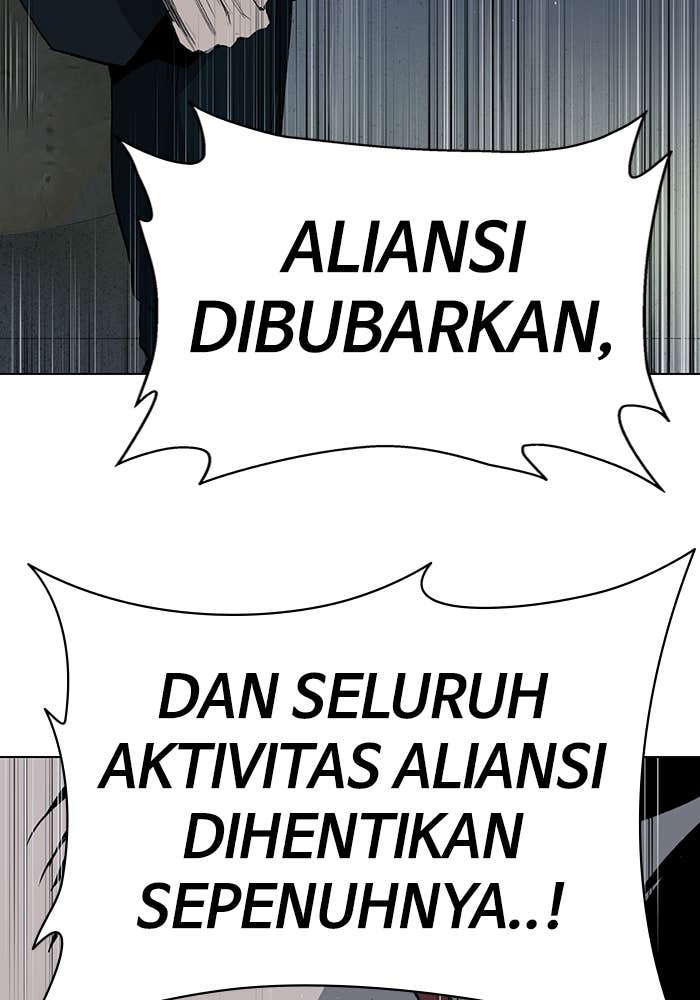 ALIANSI
DIBUBARKAN,
DAN SELURUH
AKTIVITAS ALIANSI
DIHENTIKAN
SEPENUHNYA..!